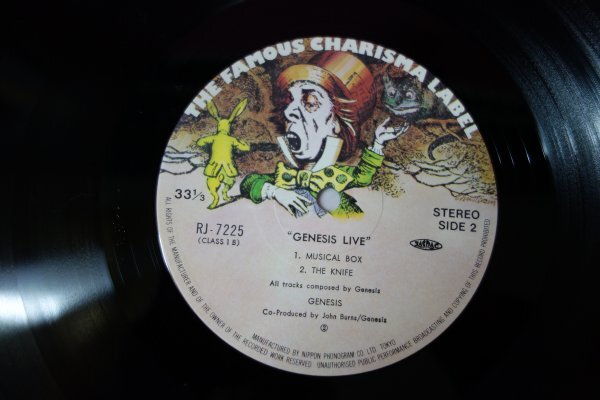 THE FAMOUS CHARISMA LABEL
33⅓
STEREO
SIDE 2
RJ-7225
(CLASS 1 B)
"GENESIS LIVE"
1. MUSICAL BOX
2. THE KNIFE
All tracks composed by Genesis
GENESIS
Co-Produced by John Burns/Genesis
Ⓟ
MANUFACTURED BY NIPPON PHONOGRAM CO. LTD. TOKYO
ALL RIGHTS OF THE MANUFACTURER AND OF THE OWNER OF THE RECORDED WORK RESERVED UNAUTHORISED PUBLIC PERFORMANCE BROADCASTING AND COPYING OF THIS RECORD PROHIBITED